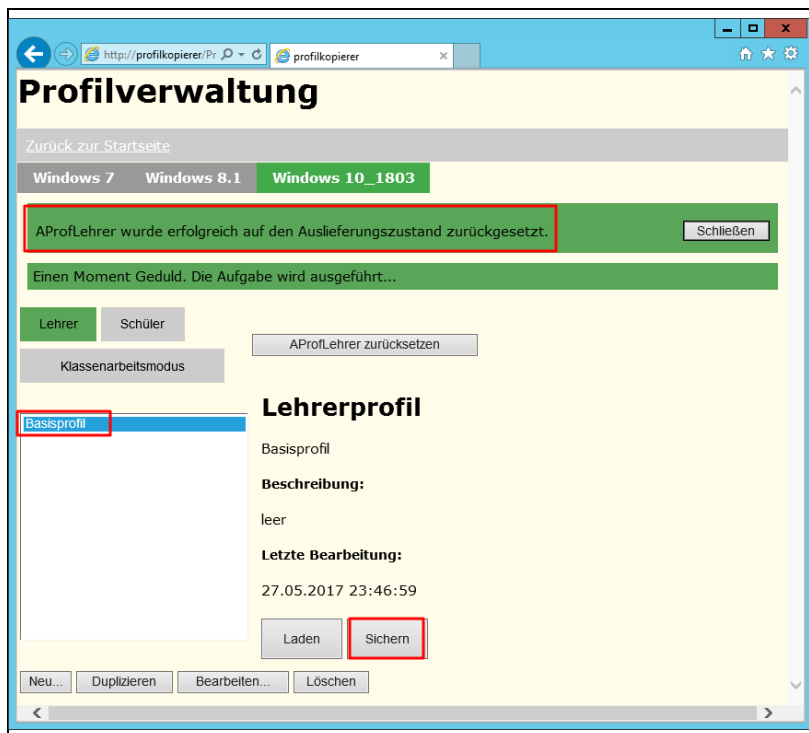 http://profilkopierer/Pr
profilkopierer
Profilverwaltung
Zurück zur Startseite
Windows 7 Windows 8.1 Windows 10_1803
AProfLehrer wurde erfolgreich auf den Auslieferungszustand zurückgesetzt. Schließen
Einen Moment Geduld. Die Aufgabe wird ausgeführt...
Lehrer Schüler
AProfLehrer zurücksetzen
Klassenarbeitsmodus
Lehrerprofil
Basisprofil
Basisprofil
Beschreibung:
leer
Letzte Bearbeitung:
27.05.2017 23:46:59
Laden Sichern
Neu... Duplizieren Bearbeiten... Löschen